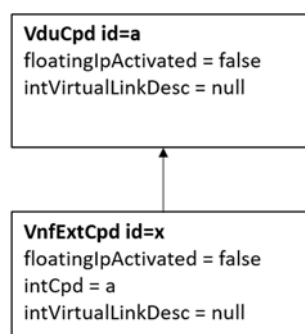 VduCpd id=a
floatingIpActivated = false
intVirtualLinkDesc = null
VnfExtCpd id=x
floatingIpActivated = false
intCpd = a
intVirtualLinkDesc = null